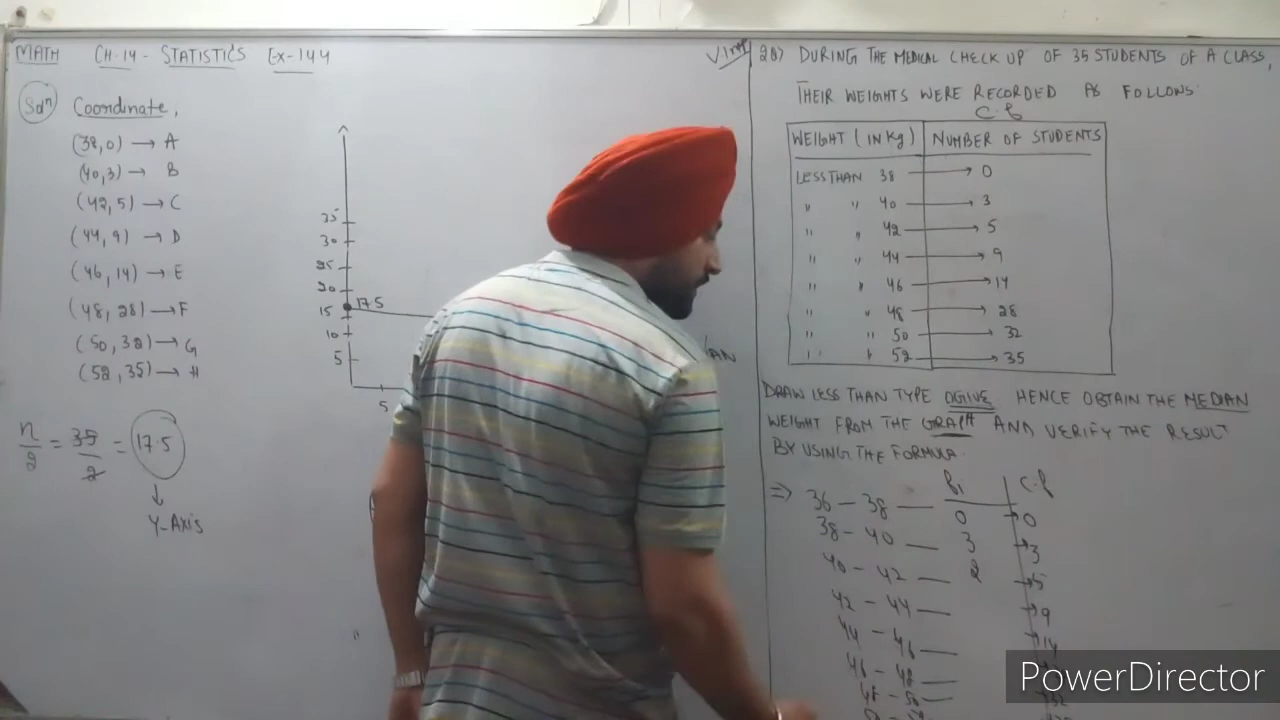 MATH CH-14 - STATISTICS Ex-14.4
Solⁿ Coordinate,
(38,0) → A
(40,3) → B
(42,5) → C
(44,9) → D
(46,14) → E
(48,28) → F
(50,32) → G
(52,35) → H
n/2 = 35/2 = 17.5
↓
Y-Axis
35
30
25
20
15 17.5
10
5
5
Imp
2Q) DURING THE MEDICAL CHECK UP OF 35 STUDENTS OF A CLASS,
THEIR WEIGHTS WERE RECORDED AS FOLLOWS:
C.f
WEIGHT (IN Kg) NUMBER OF STUDENTS
LESS THAN 38 → 0
" " 40 → 3
" " 42 → 5
" " 44 → 9
" " 46 → 14
" " 48 → 28
" " 50 → 32
" " 52 → 35
DRAW LESS THAN TYPE OGIVE HENCE OBTAIN THE MEDIAN
WEIGHT FROM THE GRAPH AND VERIFY THE RESULT
BY USING THE FORMULA.
fi C.f
⇒ 36 - 38 — 0 → 0
38 - 40 — 3 → 3
40 - 42 — 2 → 5
42 - 44 — → 9
44 - 46 — → 14
46 - 48 —
48 - 50 —
PowerDirector